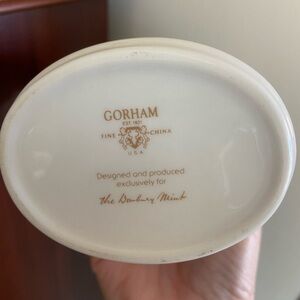 GORHAM
EST. 1831
FINE CHINA
U.S.A.
Designed and produced
exclusively for
the Danbury Mint